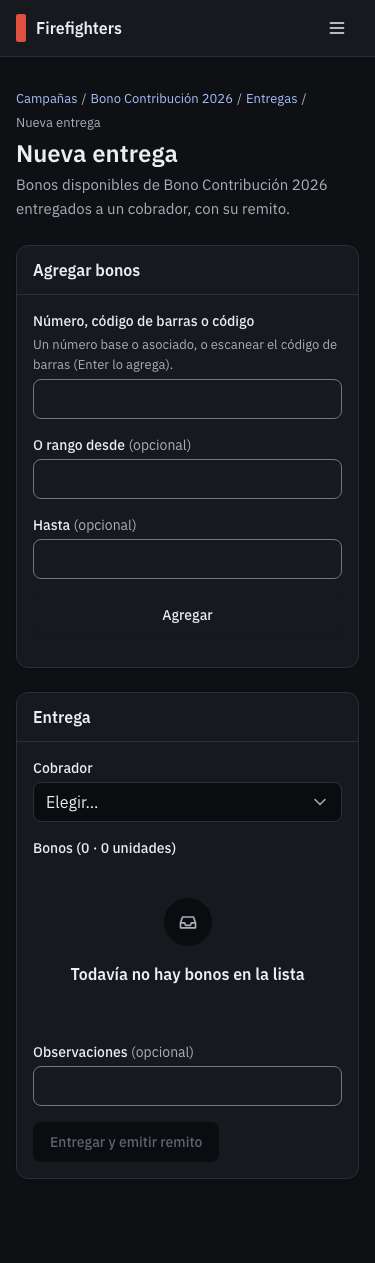 Firefighters
Campañas / Bono Contribución 2026 / Entregas /
Nueva entrega
Nueva entrega
Bonos disponibles de Bono Contribución 2026
entregados a un cobrador, con su remito.
Agregar bonos
Número, código de barras o código
Un número base o asociado, o escanear el código de
barras (Enter lo agrega).
O rango desde (opcional)
Hasta (opcional)
Agregar
Entrega
Cobrador
Elegir...
Bonos (0 · 0 unidades)
Todavía no hay bonos en la lista
Observaciones (opcional)
Entregar y emitir remito